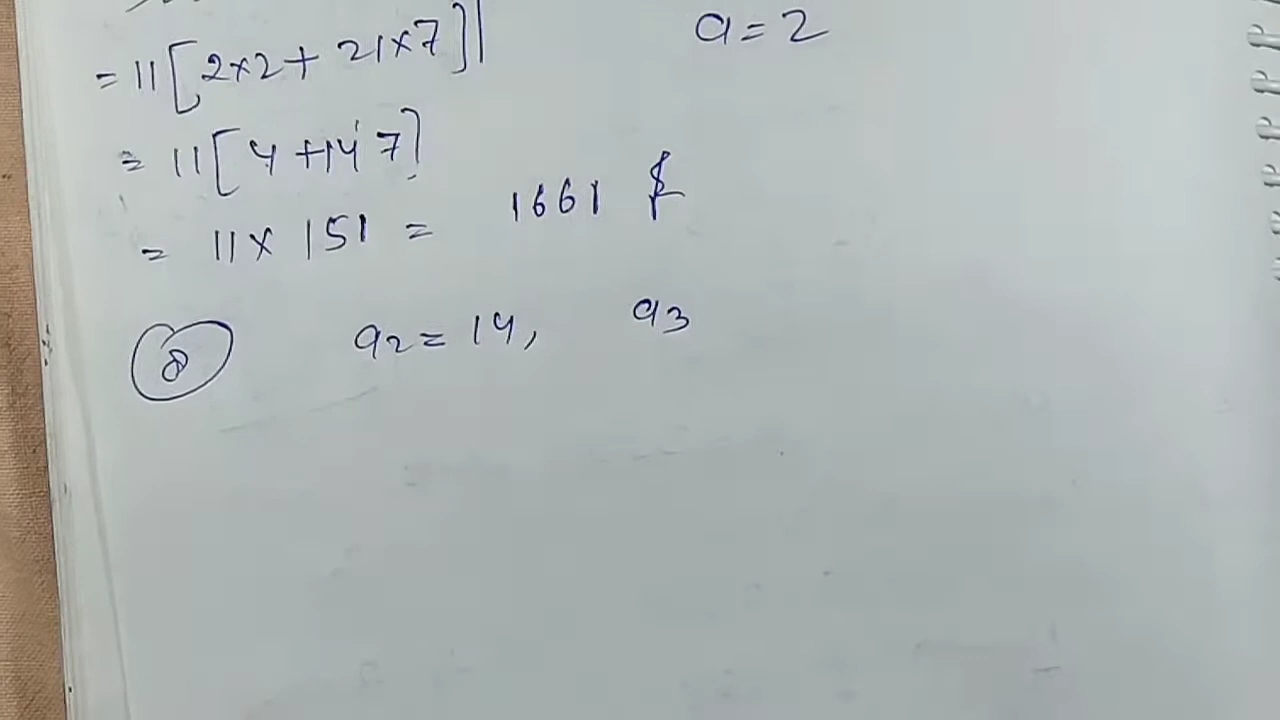 = 11[2×2+ 21×7] a = 2
= 11[4 +147]
= 11× 151 = 1661
⑧ a2 = 14, a3